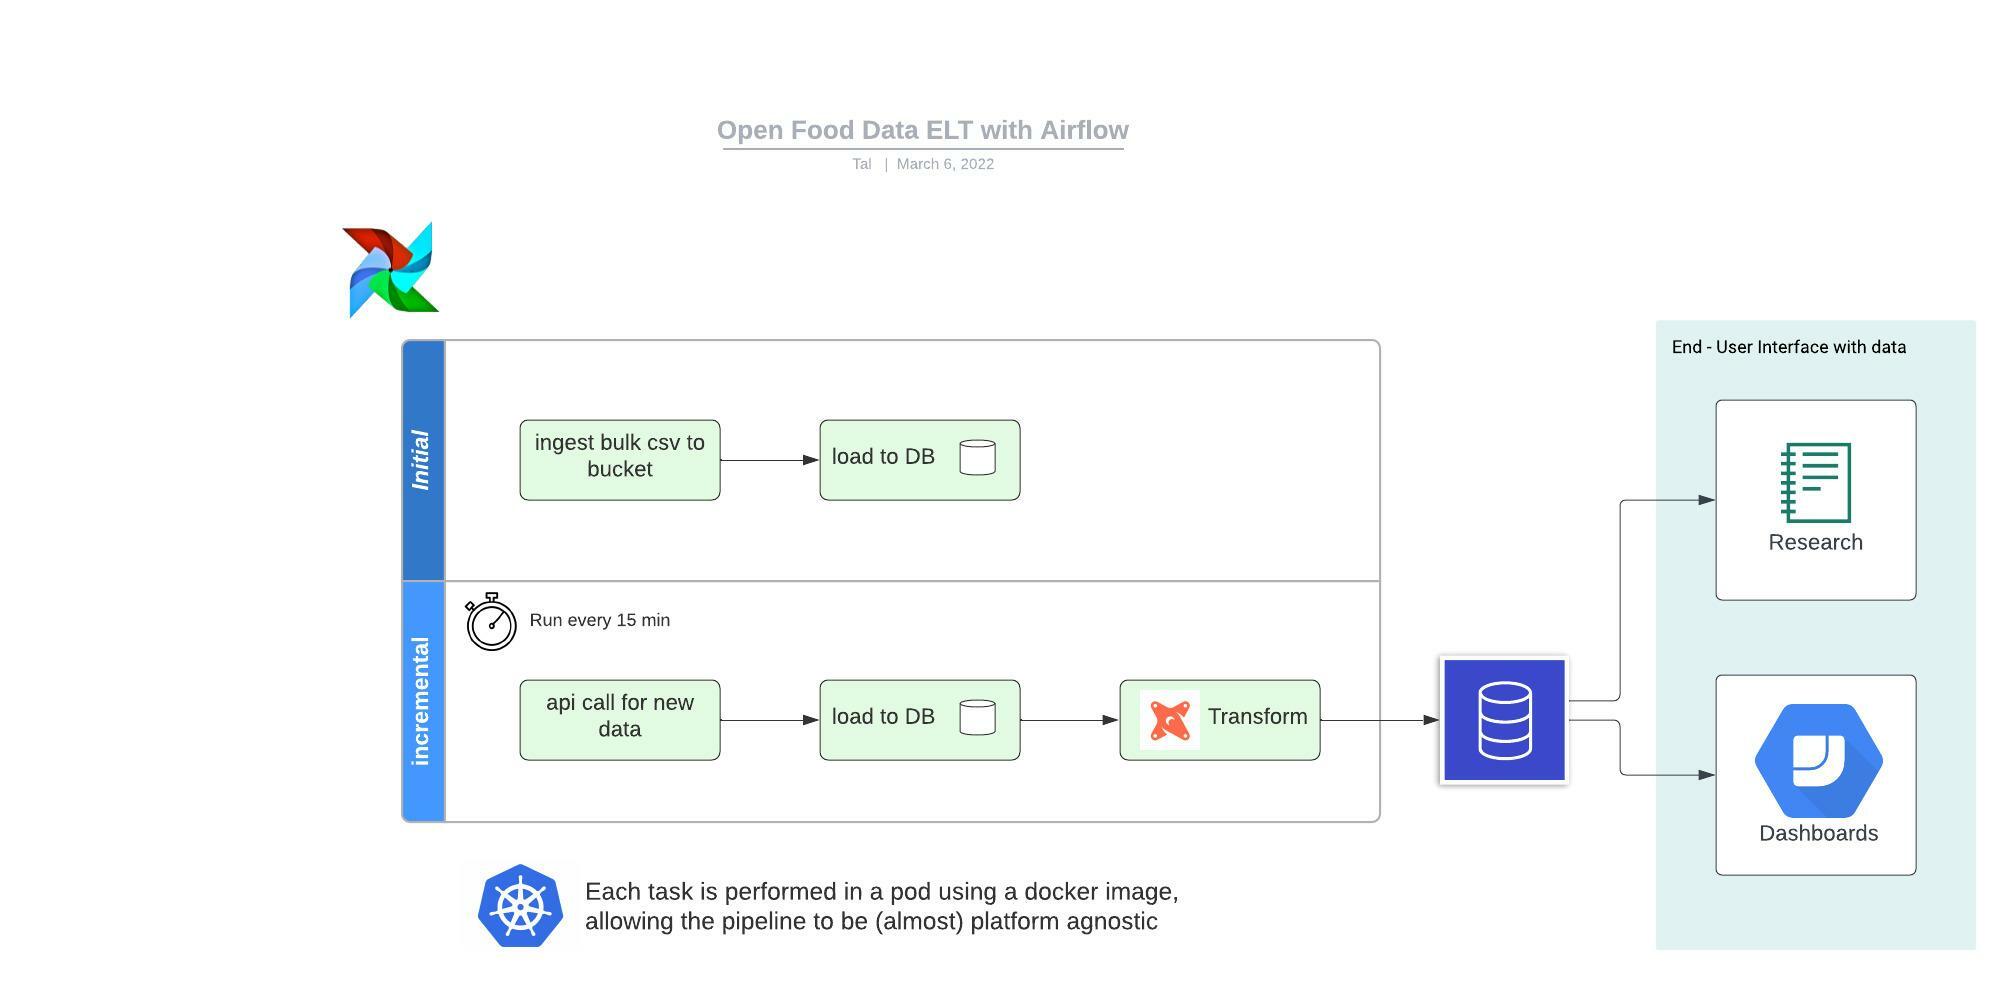 Open Food Data ELT with Airflow
Tal | March 6, 2022
End - User Interface with data
Initial
ingest bulk csv to
bucket
load to DB
Research
incremental
Run every 15 min
api call for new
data
load to DB
Transform
Dashboards
Each task is performed in a pod using a docker image,
allowing the pipeline to be (almost) platform agnostic